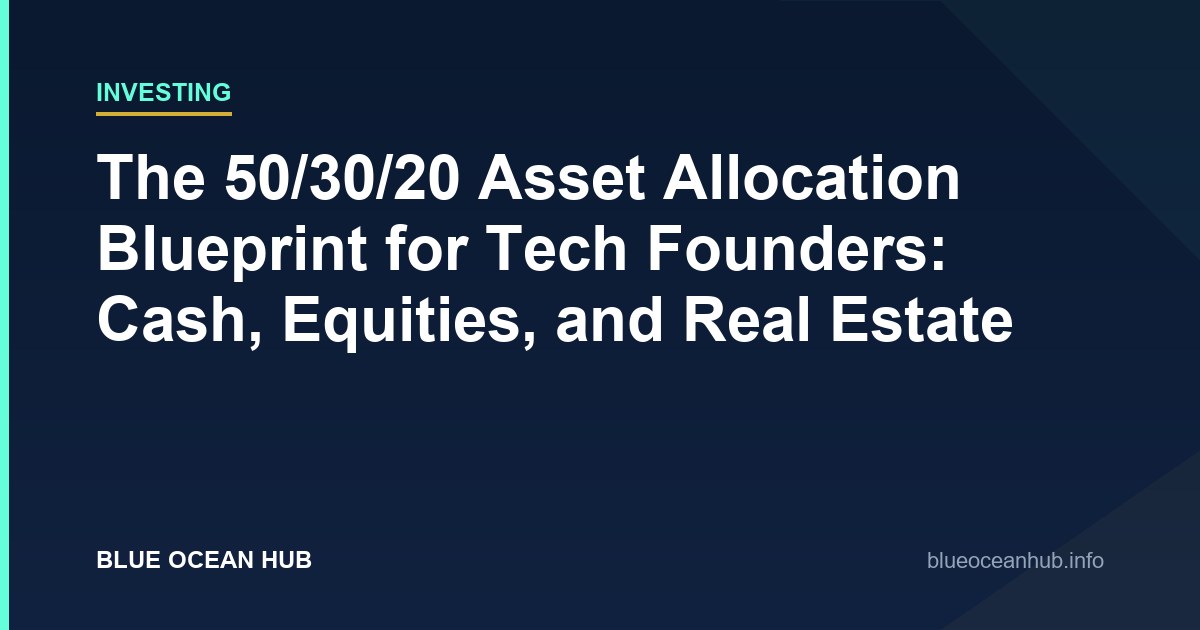 INVESTING
The 50/30/20 Asset Allocation
Blueprint for Tech Founders:
Cash, Equities, and Real Estate
BLUE OCEAN HUB
blueoceanhub.info